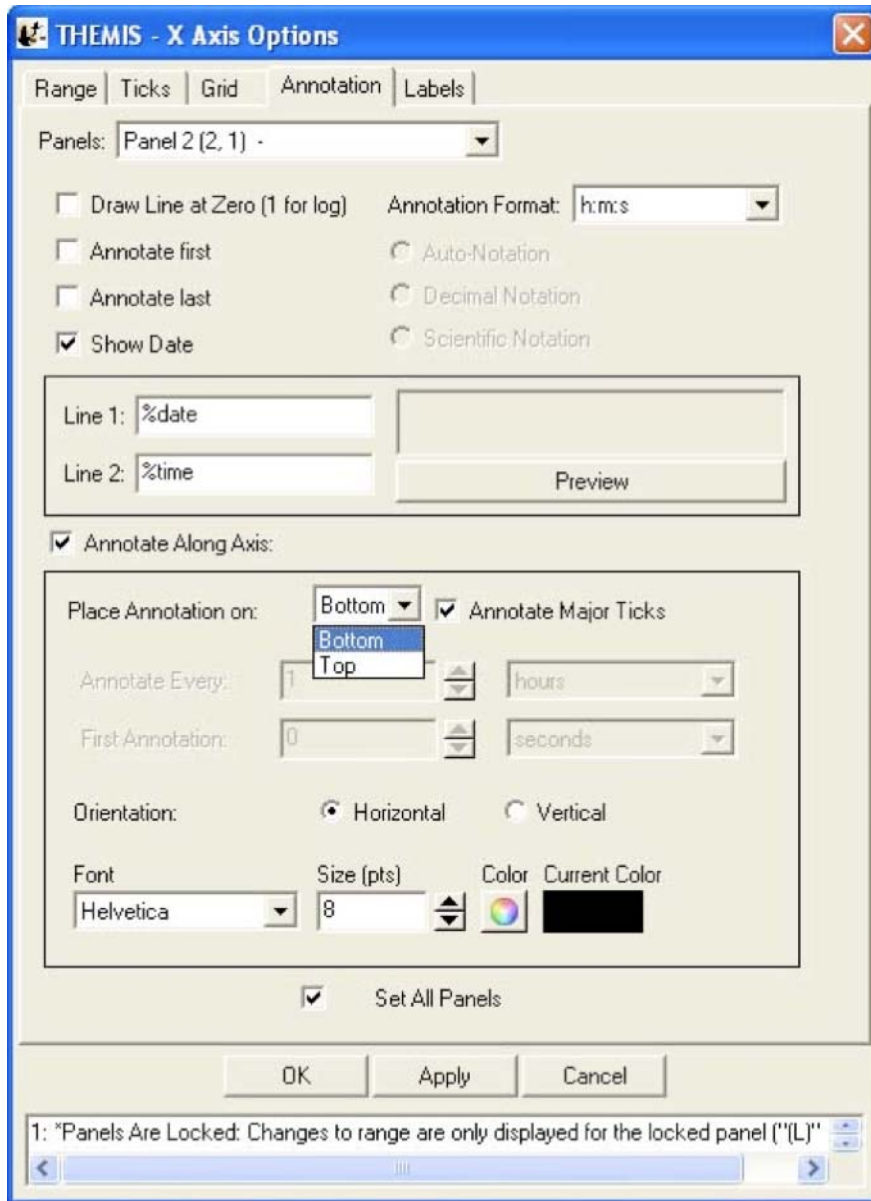 THEMIS - X Axis Options
Range Ticks Grid Annotation Labels
Panels: Panel 2 (2, 1) -
Draw Line at Zero (1 for log) Annotation Format: h:m:s
Annotate first Auto-Notation
Annotate last Decimal Notation
Show Date Scientific Notation
Line 1: %date
Line 2: %time Preview
Annotate Along Axis:
Place Annotation on: Bottom Annotate Major Ticks
Bottom
Top
Annotate Every: 1 hours
First Annotation: 0 seconds
Orientation: Horizontal Vertical
Font Size (pts) Color Current Color
Helvetica 8
Set All Panels
OK Apply Cancel
1: *Panels Are Locked: Changes to range are only displayed for the locked panel ("(L)"